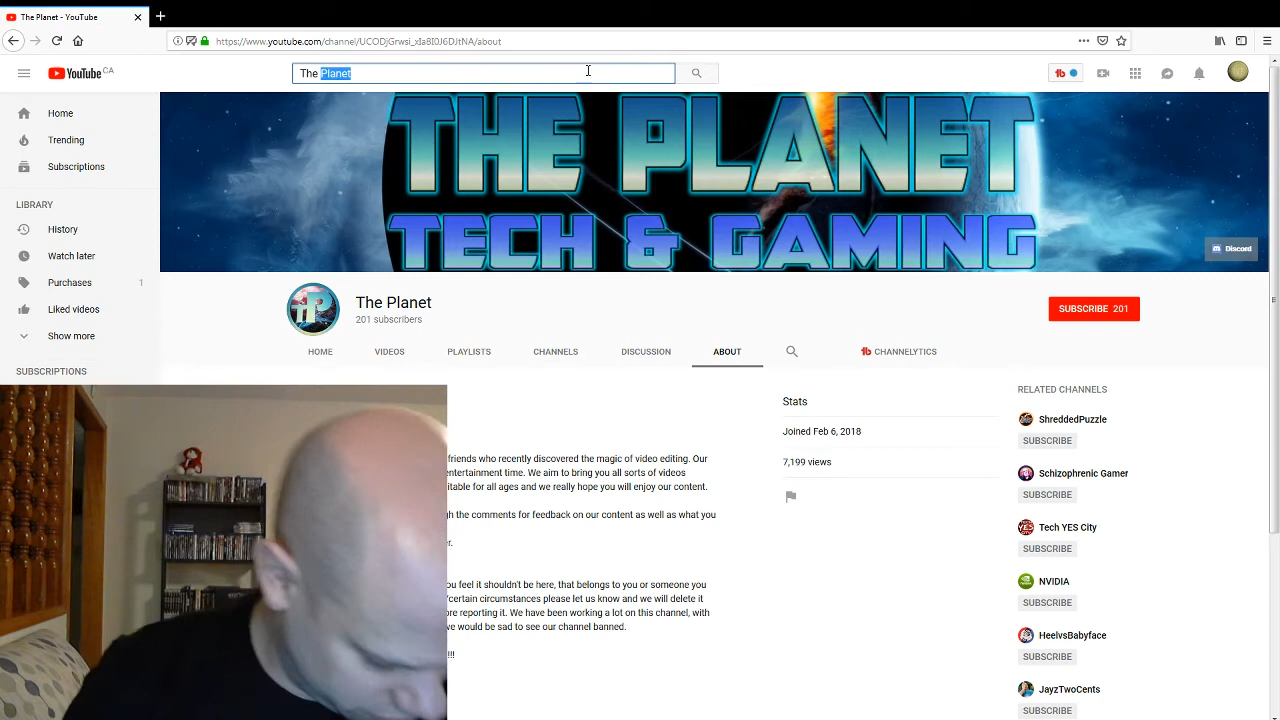 The Planet - YouTube
https://www.youtube.com/channel/UCODjGrwsi_xIa8I0J6DJtNA/about
YouTube CA
The Planet
Home
Trending
Subscriptions
LIBRARY
History
Watch later
Purchases 1
Liked videos
Show more
SUBSCRIPTIONS
THE PLANET
TECH & GAMING
Discord
The Planet
201 subscribers
SUBSCRIBE 201
HOME VIDEOS PLAYLISTS CHANNELS DISCUSSION ABOUT CHANNELYTICS
friends who recently discovered the magic of video editing. Our
entertainment time. We aim to bring you all sorts of videos
itable for all ages and we really hope you will enjoy our content.
gh the comments for feedback on our content as well as what you
er.
you feel it shouldn't be here, that belongs to you or someone you
/certain circumstances please let us know and we will delete it
ore reporting it. We have been working a lot on this channel, with
we would be sad to see our channel banned.
!!!
Stats
Joined Feb 6, 2018
7,199 views
RELATED CHANNELS
ShreddedPuzzle
SUBSCRIBE
Schizophrenic Gamer
SUBSCRIBE
Tech YES City
SUBSCRIBE
NVIDIA
SUBSCRIBE
HeelvsBabyface
SUBSCRIBE
JayzTwoCents
SUBSCRIBE